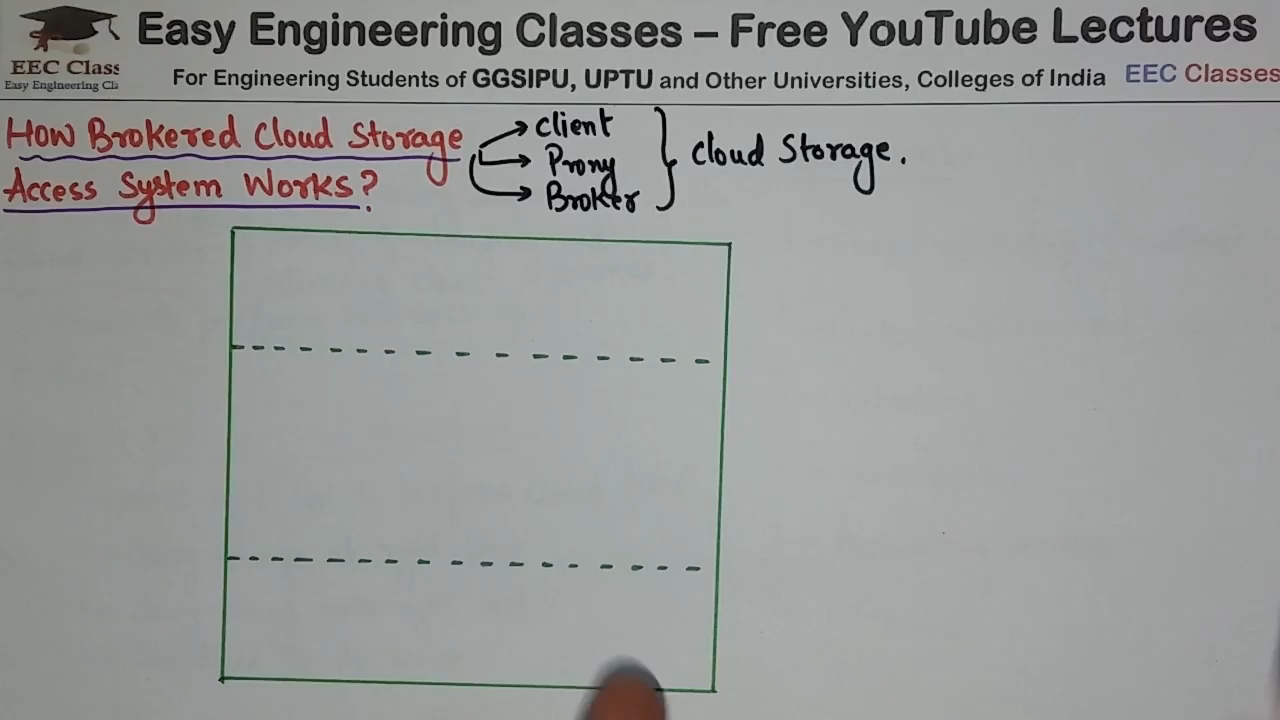 Easy Engineering Classes – Free YouTube Lectures
EEC Class
Easy Engineering Cla
For Engineering Students of GGSIPU, UPTU and Other Universities, Colleges of India EEC Classes
How Brokered Cloud Storage
Access System Works?
Client
Proxy
Broker
Cloud Storage.